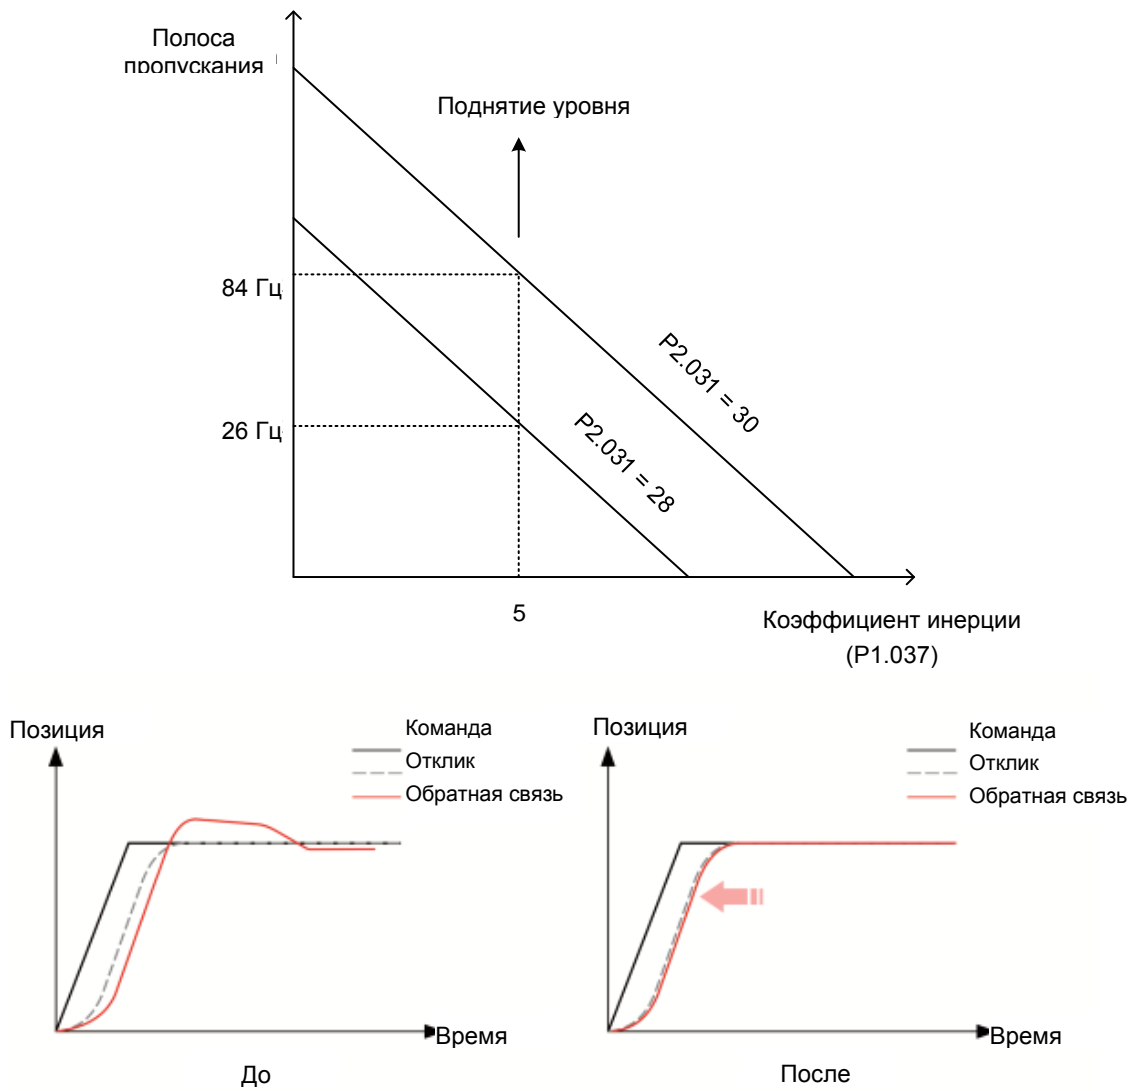 Полоса
пропускания
Поднятие уровня
84 Гц
26 Гц
P2.031 = 30
P2.031 = 28
5
Коэффициент инерции
(P1.037)
Позиция
Команда
Отклик
Обратная связь
Время
До
Позиция
Команда
Отклик
Обратная связь
Время
После